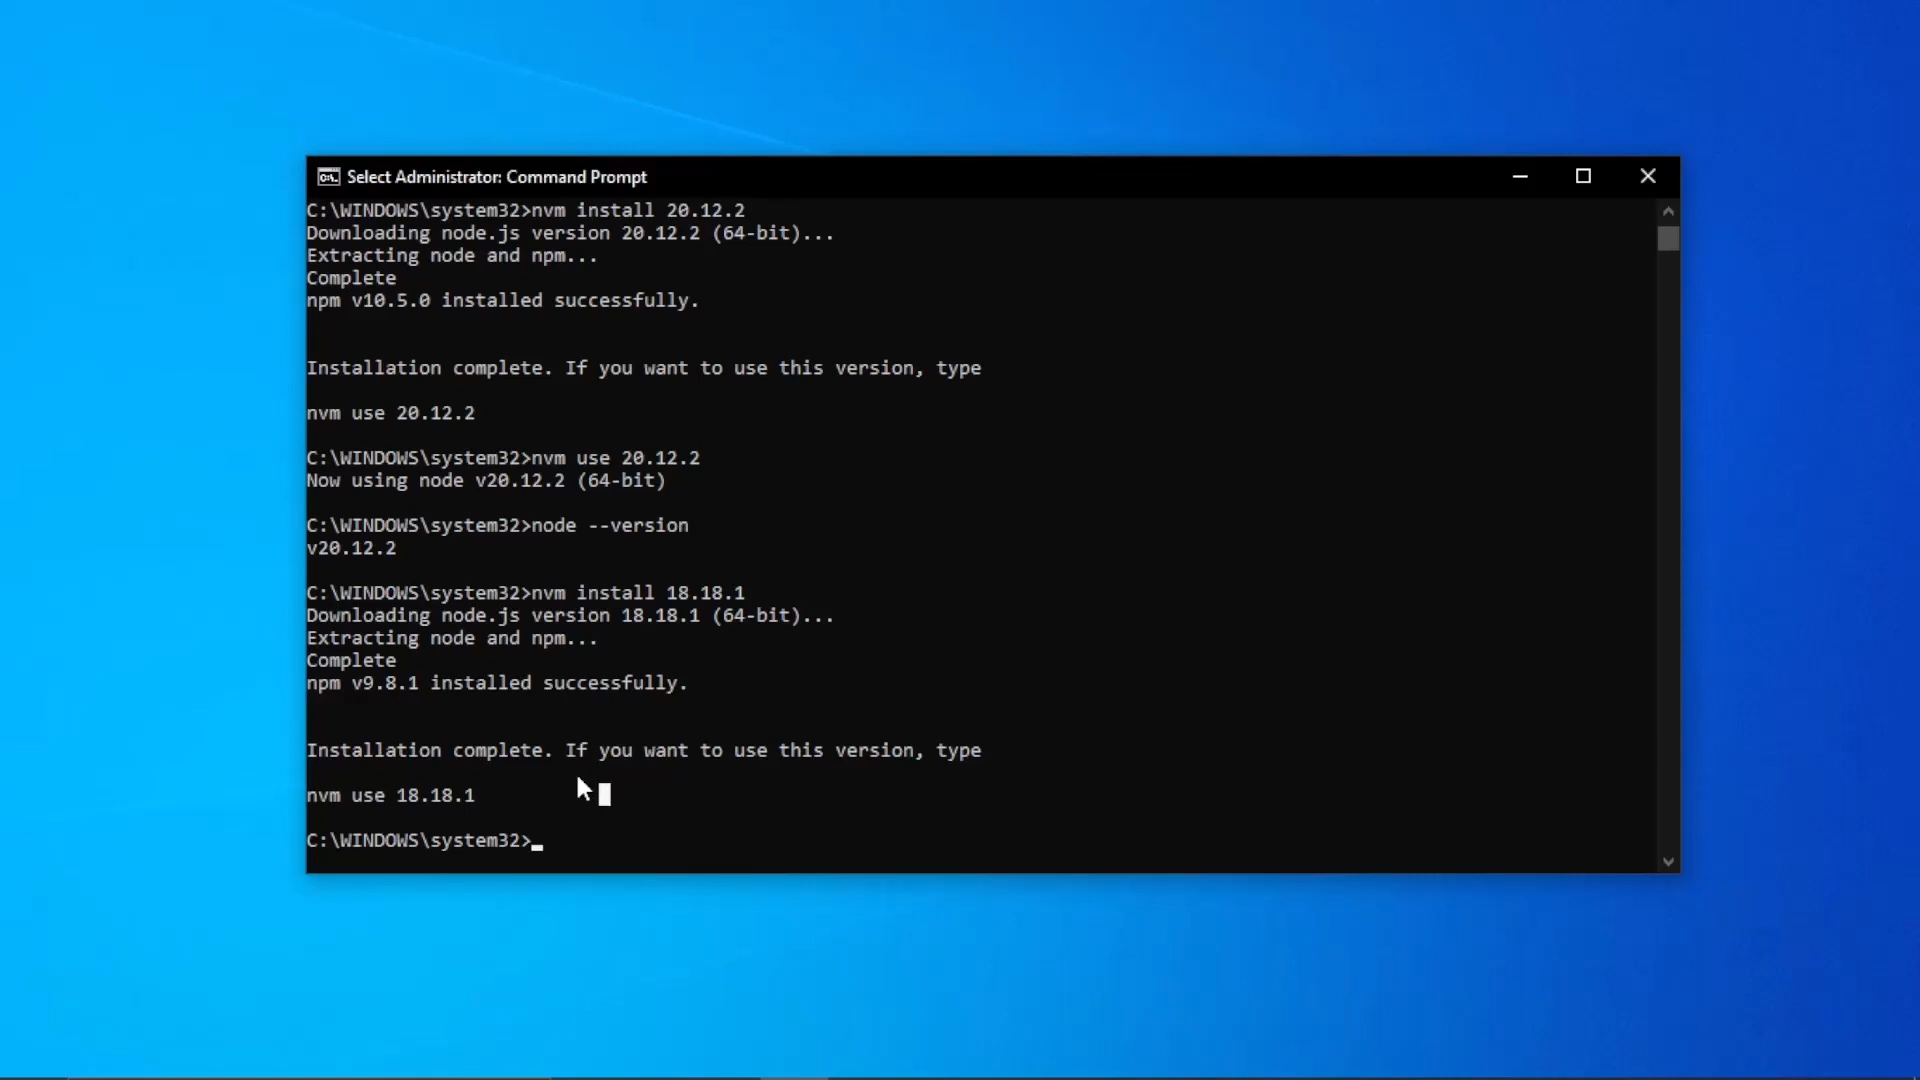 Select Administrator: Command Prompt
C:\WINDOWS\system32>nvm install 20.12.2
Downloading node.js version 20.12.2 (64-bit)...
Extracting node and npm...
Complete
npm v10.5.0 installed successfully.
Installation complete. If you want to use this version, type
nvm use 20.12.2
C:\WINDOWS\system32>nvm use 20.12.2
Now using node v20.12.2 (64-bit)
C:\WINDOWS\system32>node --version
v20.12.2
C:\WINDOWS\system32>nvm install 18.18.1
Downloading node.js version 18.18.1 (64-bit)...
Extracting node and npm...
Complete
npm v9.8.1 installed successfully.
Installation complete. If you want to use this version, type
nvm use 18.18.1
C:\WINDOWS\system32>